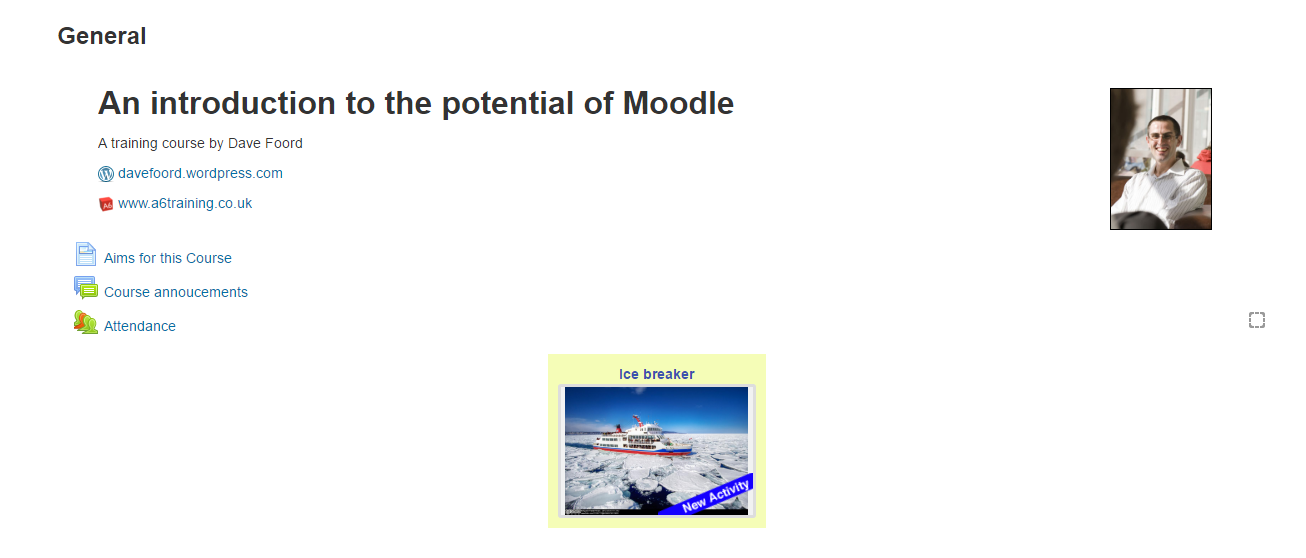 General
An introduction to the potential of Moodle
A training course by Dave Foord
davefoord.wordpress.com
A6
www.a6training.co.uk
Aims for this Course
Course annoucements
Attendance
Ice breaker
New Activity